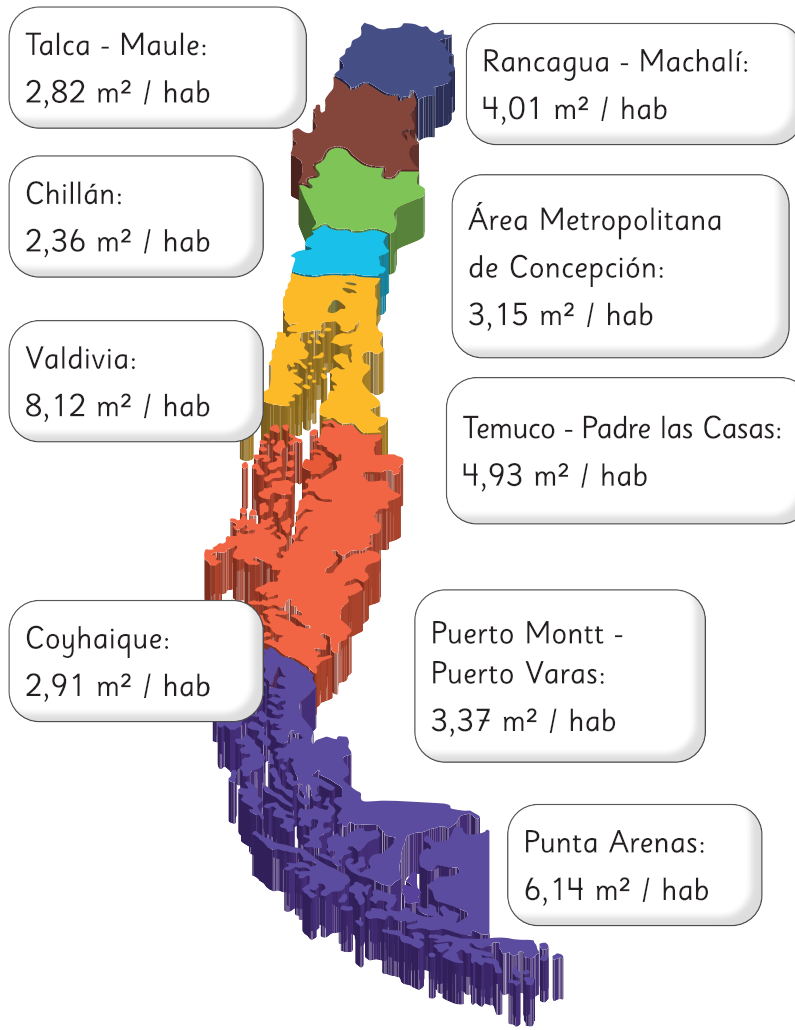 Talca - Maule:
2,82 m² / hab
Rancagua - Machalí:
4,01 m² / hab
Chillán:
2,36 m² / hab
Área Metropolitana
de Concepción:
3,15 m² / hab
Valdivia:
8,12 m² / hab
Temuco - Padre las Casas:
4,93 m² / hab
Coyhaique:
2,91 m² / hab
Puerto Montt -
Puerto Varas:
3,37 m² / hab
Punta Arenas:
6,14 m² / hab